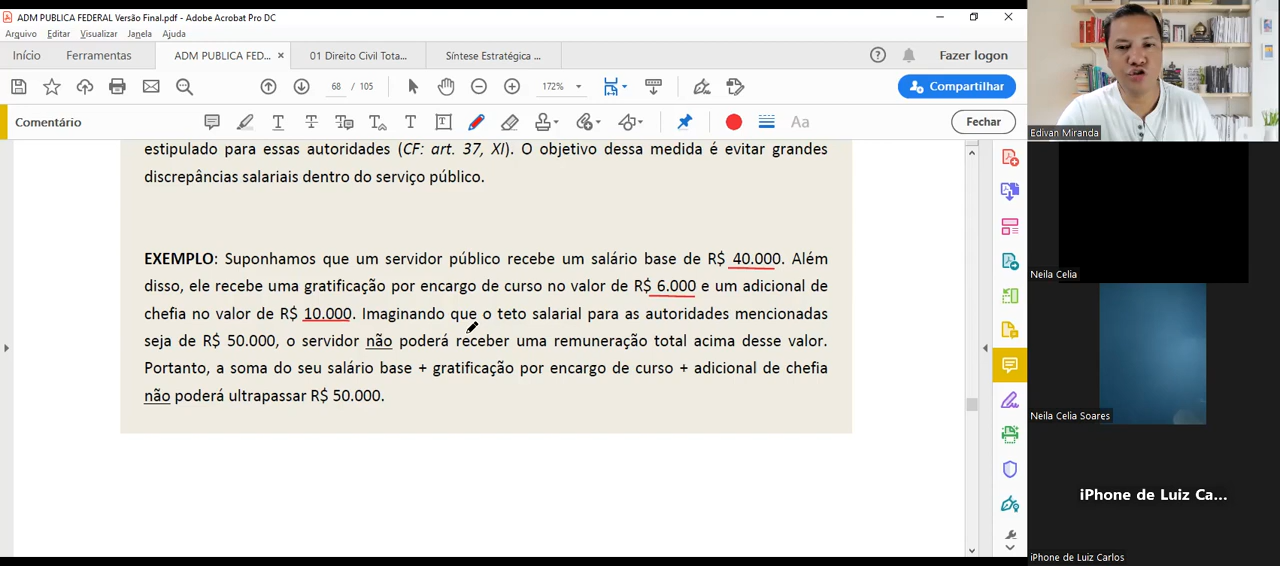 ADM PUBLICA FEDERAL Versão Final.pdf - Adobe Acrobat Pro DC
Arquivo Editar Visualizar Janela Ajuda
Início Ferramentas ADM PUBLICA FED... × 01 Direito Civil Tota... Síntese Estratégica ... Fazer logon
68 / 105 172% Compartilhar
Comentário Aa Fechar
estipulado para essas autoridades (CF: art. 37, XI). O objetivo dessa medida é evitar grandes
discrepâncias salariais dentro do serviço público.
EXEMPLO: Suponhamos que um servidor público recebe um salário base de R$ 40.000. Além
disso, ele recebe uma gratificação por encargo de curso no valor de R$ 6.000 e um adicional de
chefia no valor de R$ 10.000. Imaginando que o teto salarial para as autoridades mencionadas
seja de R$ 50.000, o servidor não poderá receber uma remuneração total acima desse valor.
Portanto, a soma do seu salário base + gratificação por encargo de curso + adicional de chefia
não poderá ultrapassar R$ 50.000.
Edivan Miranda
Neila Celia
Neila Celia Soares
iPhone de Luiz Ca...
iPhone de Luiz Carlos